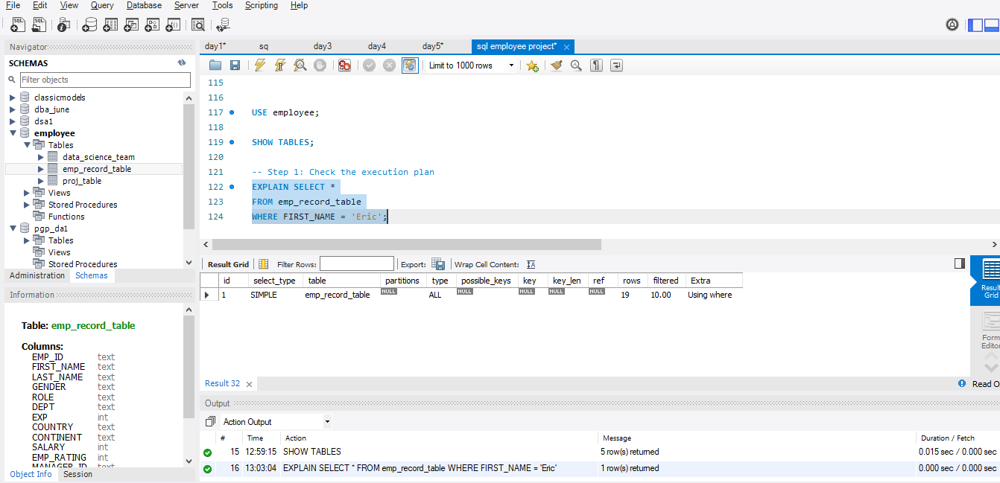 File Edit View Query Database Server Tools Scripting Help
Navigator
SCHEMAS
Filter objects
classicmodels
dba_june
dsa1
employee
Tables
data_science_team
emp_record_table
proj_table
Views
Stored Procedures
Functions
pgp_da1
Tables
Views
Stored Procedures
Administration Schemas
Information
Table: emp_record_table
Columns:
EMP_ID text
FIRST_NAME text
LAST_NAME text
GENDER text
ROLE text
DEPT text
EXP int
COUNTRY text
CONTINENT text
SALARY int
EMP_RATING int
MANAGER_ID text
Object Info Session
day1* sq day3 day4 day5* sql employee project*
Limit to 1000 rows
115
116
117 USE employee;
118
119 SHOW TABLES;
120
121 -- Step 1: Check the execution plan
122 EXPLAIN SELECT *
123 FROM emp_record_table
124 WHERE FIRST_NAME = 'Eric';
Result Grid Filter Rows: Export: Wrap Cell Content:
id select_type table partitions type possible_keys key key_len ref rows filtered Extra
1 SIMPLE emp_record_table NULL ALL NULL NULL NULL NULL 19 10.00 Using where
Result
Grid
Form
Editor
Result 32
Read O
Output
Action Output
# Time Action Message Duration / Fetch
15 12:59:15 SHOW TABLES 5 row(s) returned 0.015 sec / 0.000 sec
16 13:03:04 EXPLAIN SELECT * FROM emp_record_table WHERE FIRST_NAME = 'Eric' 1 row(s) returned 0.000 sec / 0.000 sec